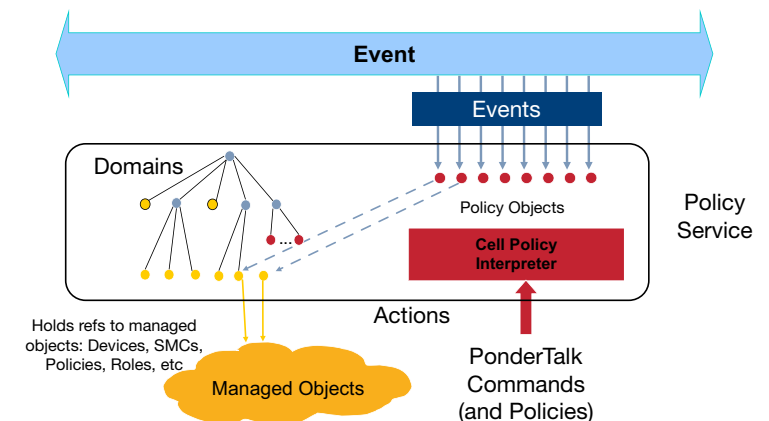 Event
Events
Domains
Policy Objects
Policy
Service
...
Cell Policy
Interpreter
Actions
Holds refs to managed
objects: Devices, SMCs,
Policies, Roles, etc
Managed Objects
PonderTalk
Commands
(and Policies)